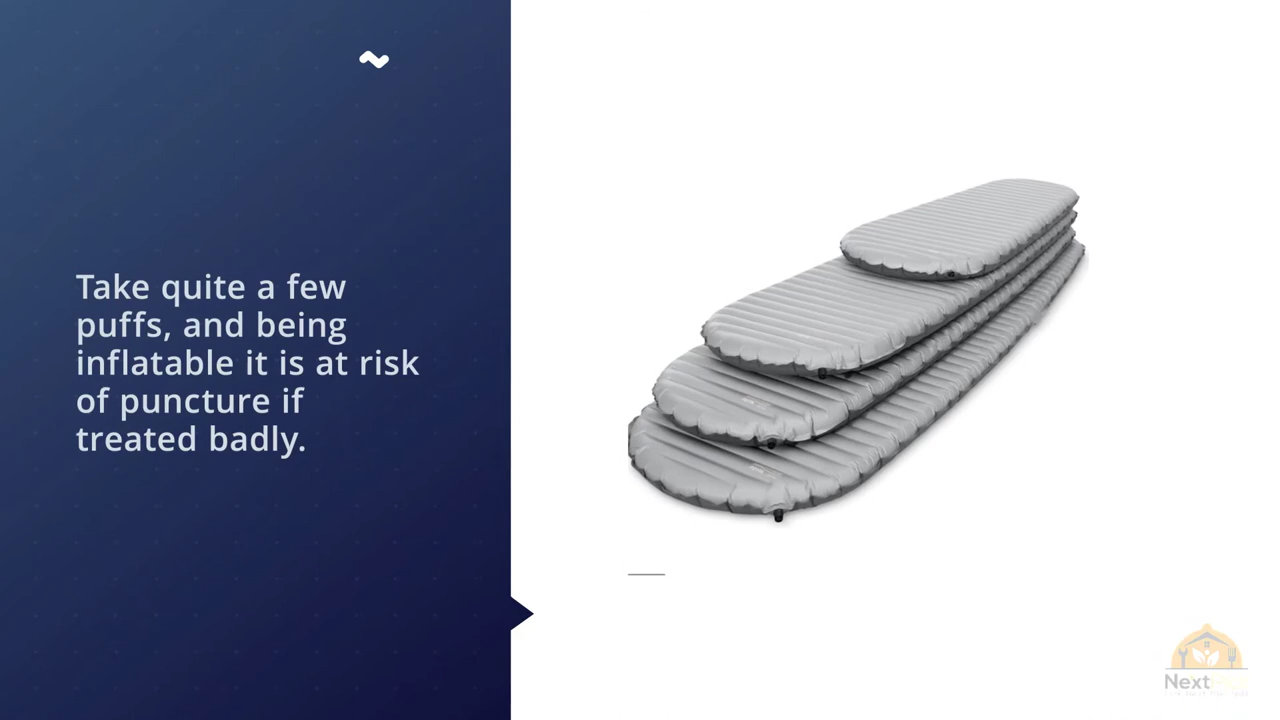 Take quite a few
puffs, and being
inflatable it is at risk
of puncture if
treated badly.
Next